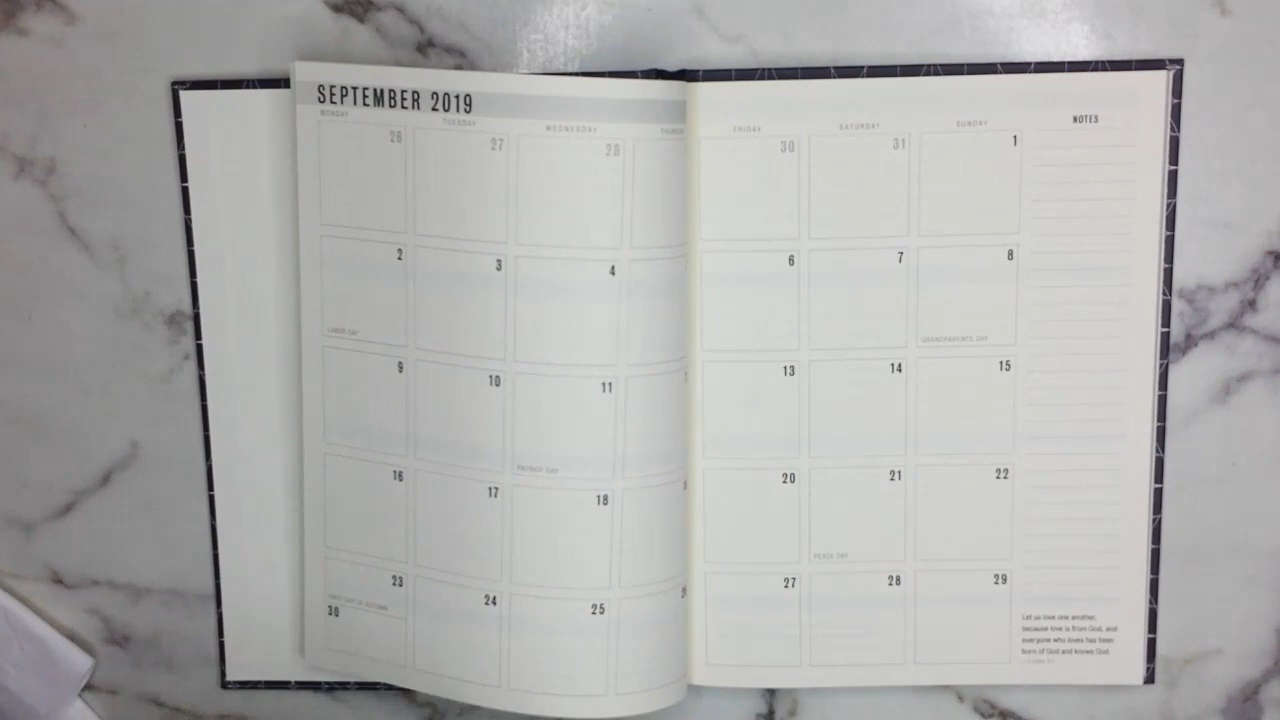 SEPTEMBER 2019
MONDAY TUESDAY WEDNESDAY FRIDAY SATURDAY SUNDAY NOTES
26 27 28 30 31 1
2 3 4 6 7 8
LABOR DAY GRANDPARENTS DAY
9 10 11 13 14 15
PATRIOT DAY
16 17 18 20 21 22
PEACE DAY
23 24 25 27 28 29
FIRST DAY OF AUTUMN
30
Let us love one another,
because love is from God, and
everyone who loves has been
born of God and knows God.